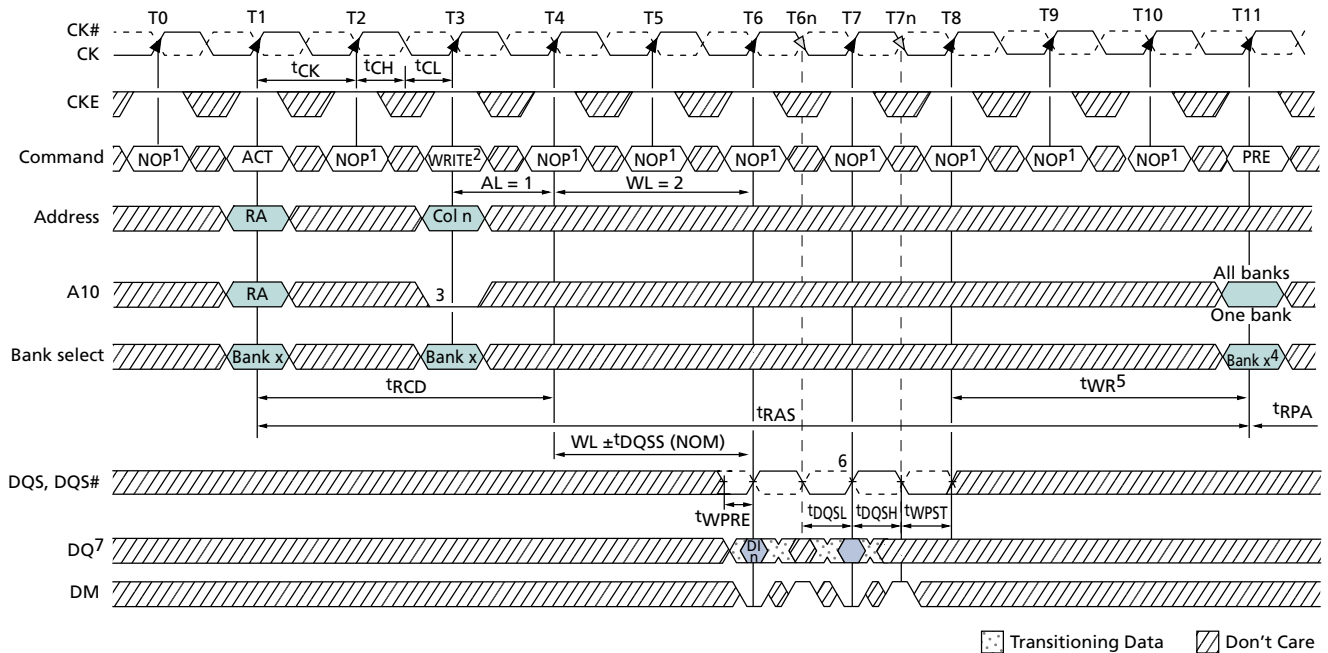 T0 T1 T2 T3 T4 T5 T6 T6n T7 T7n T8 T9 T10 T11
CK#
CK
tCK tCH tCL
CKE
Command NOP1 ACT NOP1 WRITE2 NOP1 NOP1 NOP1 NOP1 NOP1 NOP1 NOP1 PRE
AL = 1 WL = 2
Address RA Col n
All banks
A10 RA 3
One bank
Bank select Bank x Bank x Bank x4
tRCD tWR5
tRAS tRPA
WL ±tDQSS (NOM)
6
DQS, DQS#
tWPRE tDQSL tDQSH tWPST
DQ7 DI n
DM
Transitioning Data Don't Care